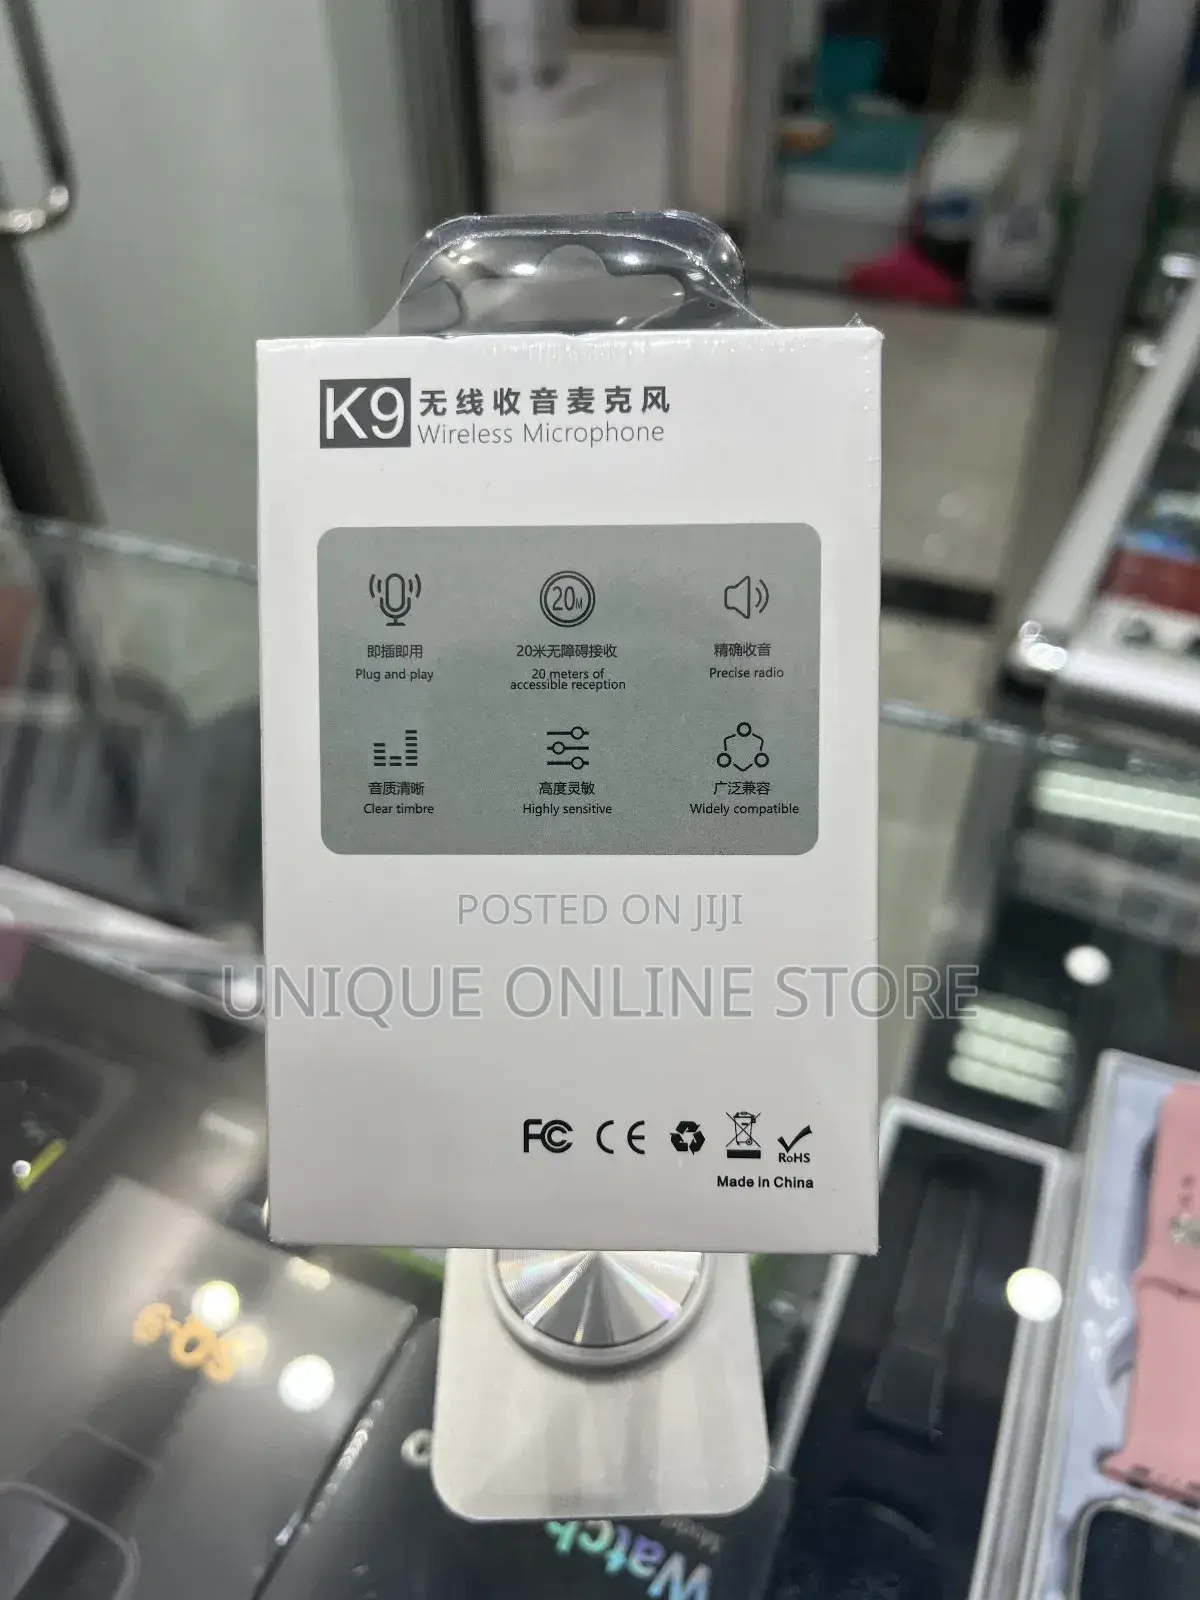 K9 无线收音麦克风
Wireless Microphone
20M
即插即用
Plug and play
20米无障碍接收
20 meters of
accessible reception
精确收音
Precise radio
音质清晰
Clear timbre
高度灵敏
Highly sensitive
广泛兼容
Widely compatible
POSTED ON JIJI
UNIQUE ONLINE STORE
FC CE
RoHS
Made in China
Watch